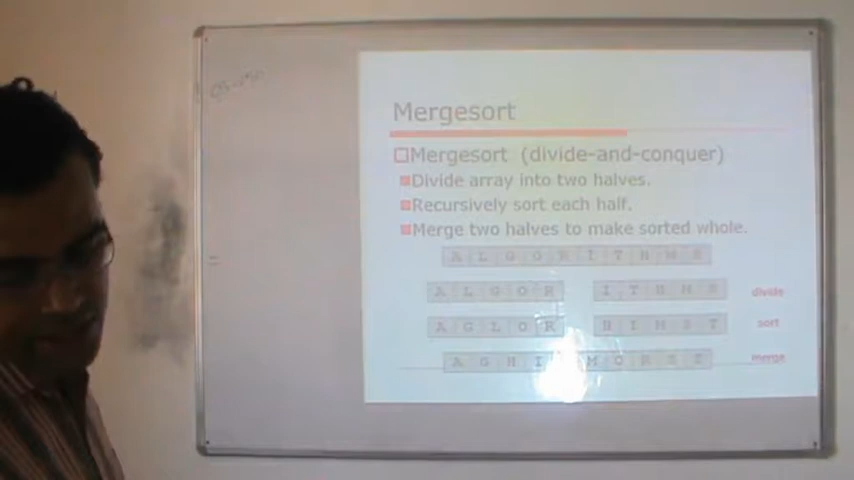 Mergesort
Mergesort (divide-and-conquer)
Divide array into two halves.
Recursively sort each half.
Merge two halves to make sorted whole.
A L G O R I T H M S
A L G O R I T H M S divide
A G L O R H I M S T sort
A G H I M O R S merge